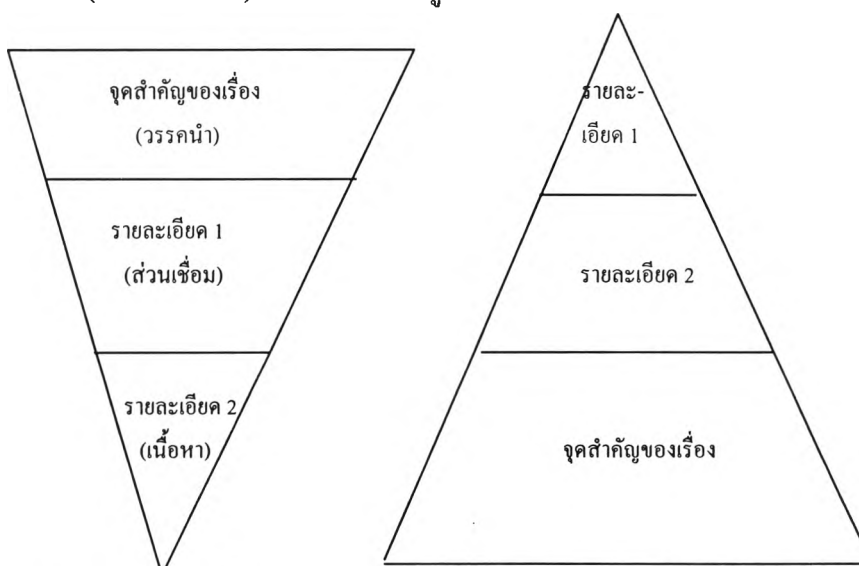 จุดสำคัญของเรื่อง
(วรรคนำ)
รายละเอียด 1
(ส่วนเชื่อม)
รายละเอียด 2
(เนื้อหา)
รายละ-
เอียด 1
รายละเอียด 2
จุดสำคัญของเรื่อง